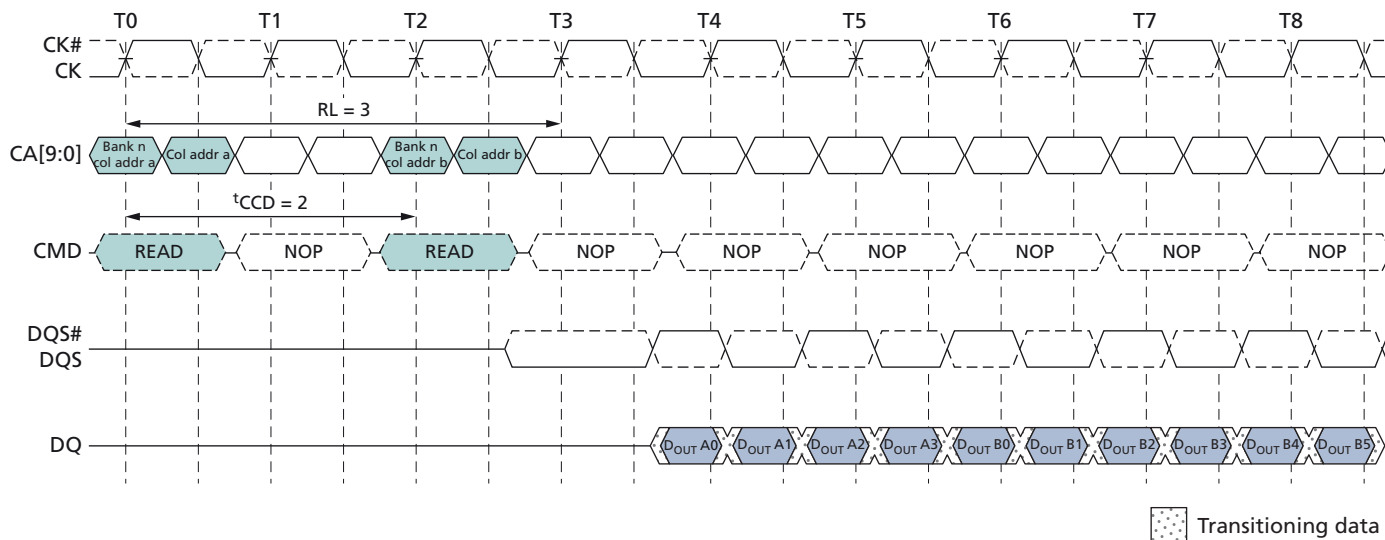 T0 T1 T2 T3 T4 T5 T6 T7 T8
CK#
CK
RL = 3
CA[9:0]
Bank n
col addr a
Col addr a
Bank n
col addr b
Col addr b
tCCD = 2
CMD READ NOP READ NOP NOP NOP NOP NOP NOP
DQS#
DQS
DQ DOUT A0 DOUT A1 DOUT A2 DOUT A3 DOUT B0 DOUT B1 DOUT B2 DOUT B3 DOUT B4 DOUT B5
Transitioning data